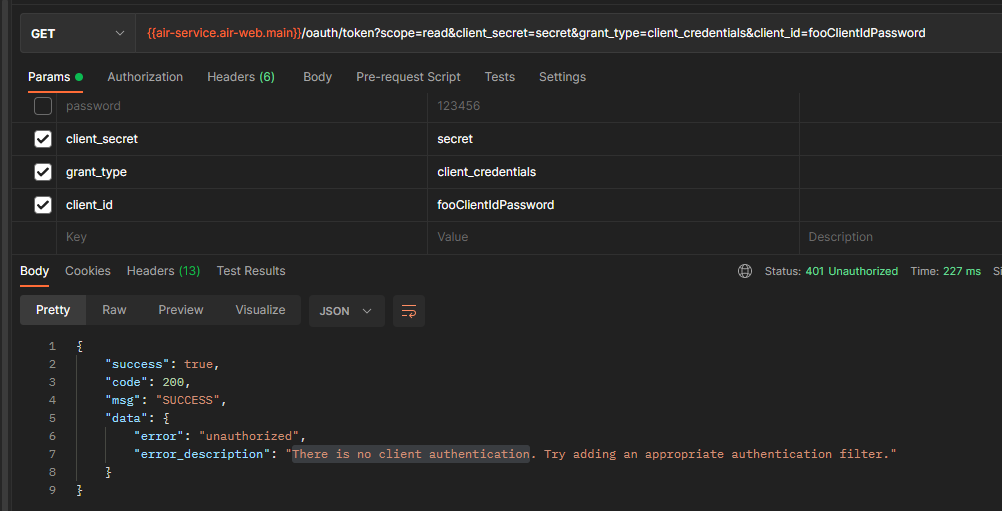 GET {{air-service.air-web.main}}/oauth/token?scope=read&client_secret=secret&grant_type=client_credentials&client_id=fooClientIdPassword
Params Authorization Headers (6) Body Pre-request Script Tests Settings
password 123456
client_secret secret
grant_type client_credentials
client_id fooClientIdPassword
Key Value Description
Body Cookies Headers (13) Test Results Status: 401 Unauthorized Time: 227 ms
Pretty Raw Preview Visualize JSON
1 {
2 "success": true,
3 "code": 200,
4 "msg": "SUCCESS",
5 "data": {
6 "error": "unauthorized",
7 "error_description": "There is no client authentication. Try adding an appropriate authentication filter."
8 }
9 }